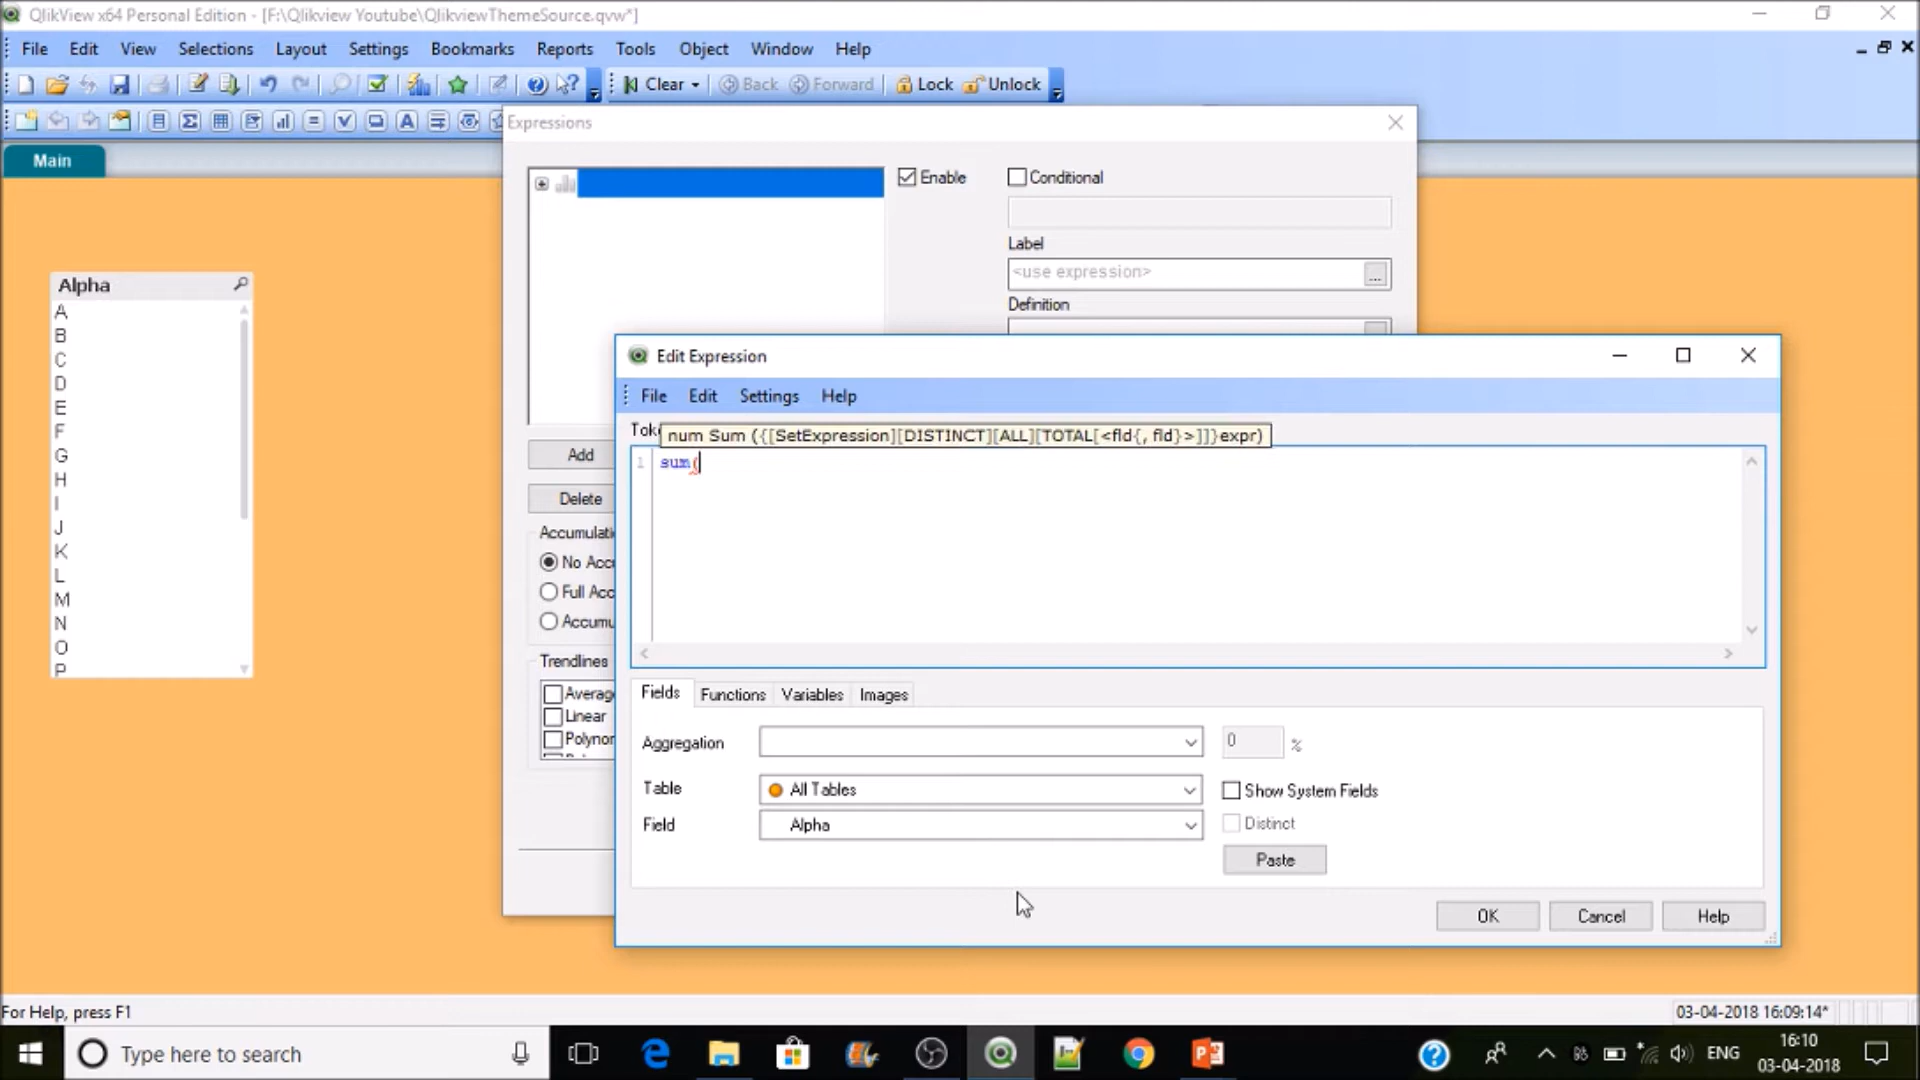 QlikView x64 Personal Edition - [F:\Qlikview Youtube\QlikviewThemeSource.qvw*]
File Edit View Selections Layout Settings Bookmarks Reports Tools Object Window Help
Clear Back Forward Lock Unlock
Expressions
Main
Enable
Conditional
Label
<use expression>
Definition
Alpha
A
B
C
D
E
F
G
H
I
J
K
L
M
N
O
P
Add
Delete
No Acc
Full Acc
Accumu
Trendlines
Averag
Linear
Polynor
Edit Expression
File Edit Settings Help
num Sum ({[SetExpression][DISTINCT][ALL][TOTAL[<fld{, fld}>]]}expr)
1 sum(
Fields Functions Variables Images
Aggregation
0 %
Table
All Tables
Show System Fields
Field
Alpha
Distinct
Paste
OK Cancel Help
For Help, press F1
03-04-2018 16:09:14*
Type here to search
ENG
16:10
03-04-2018